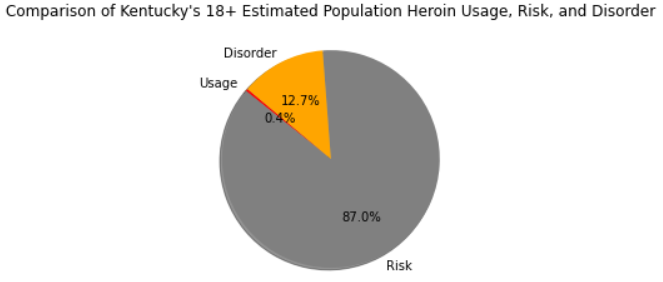 Comparison of Kentucky's 18+ Estimated Population Heroin Usage, Risk, and Disorder
Disorder
Usage
12.7%
0.4%
87.0%
Risk